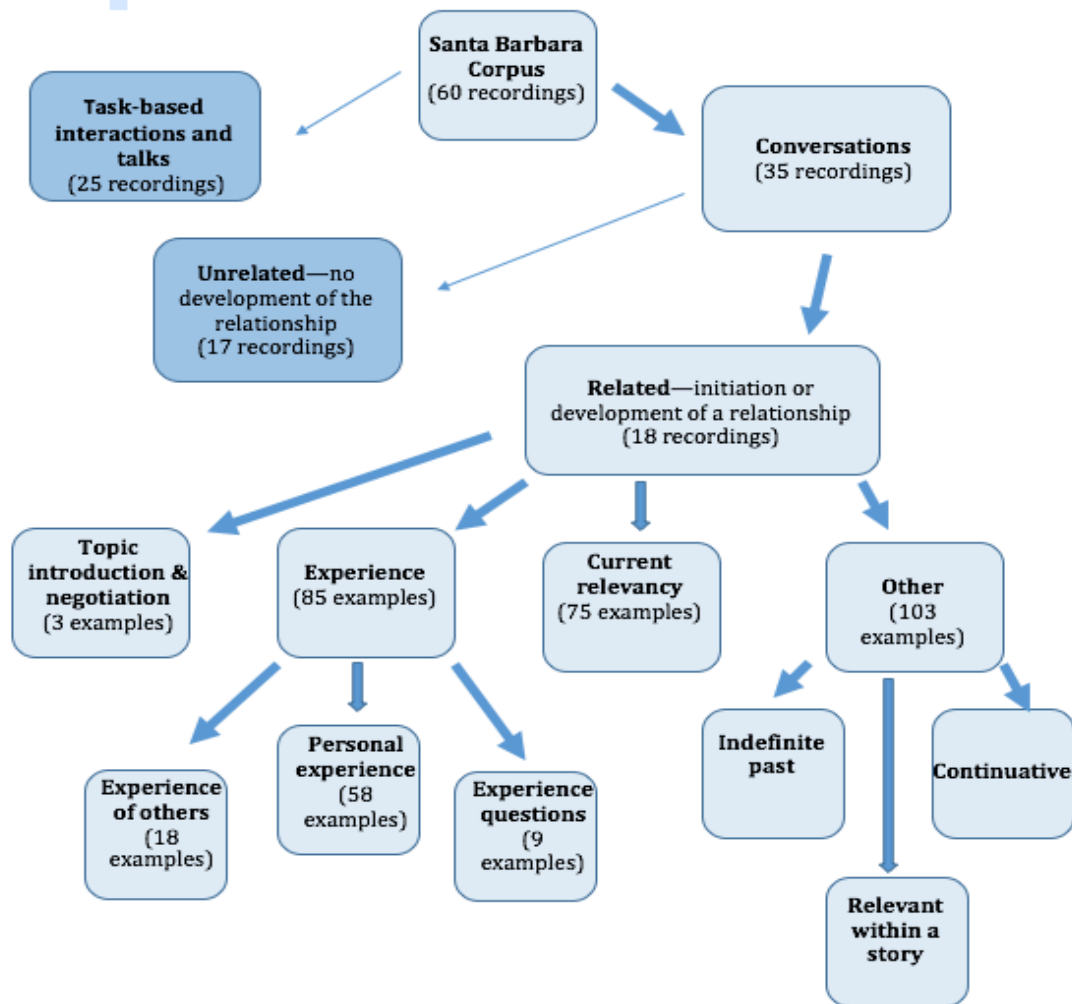 Santa Barbara
Corpus
(60 recordings)
Task-based
interactions and
talks
(25 recordings)
Conversations
(35 recordings)
Unrelated—no
development of the
relationship
(17 recordings)
Related—initiation or
development of a relationship
(18 recordings)
Topic
introduction &
negotiation
(3 examples)
Experience
(85 examples)
Current
relevancy
(75 examples)
Other
(103
examples)
Experience
of others
(18
examples)
Personal
experience
(58
examples)
Experience
questions
(9
examples)
Indefinite
past
Continuative
Relevant
within a
story